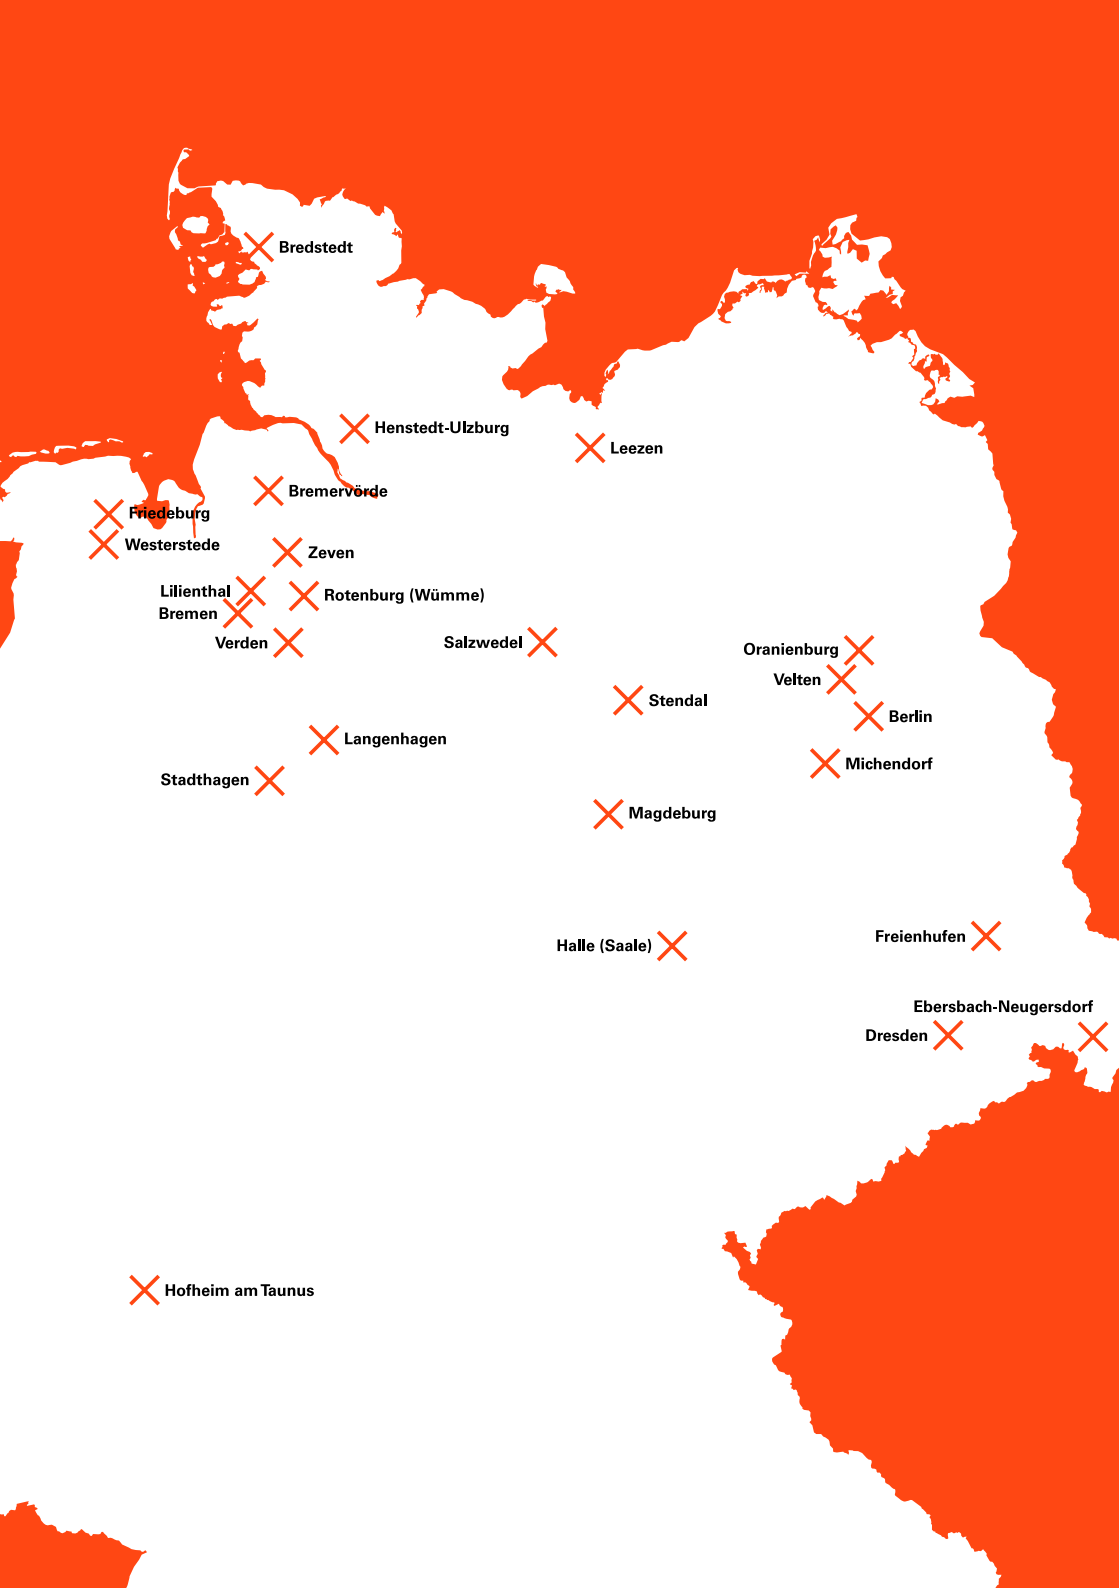 Bredstedt
Henstedt-Ulzburg
Leezen
Bremervörde
Friedeburg
Westerstede
Zeven
Lilienthal
Rotenburg (Wümme)
Bremen
Verden
Salzwedel
Oranienburg
Velten
Stendal
Berlin
Langenhagen
Michendorf
Stadthagen
Magdeburg
Freienhufen
Halle (Saale)
Ebersbach-Neugersdorf
Dresden
Hofheim am Taunus